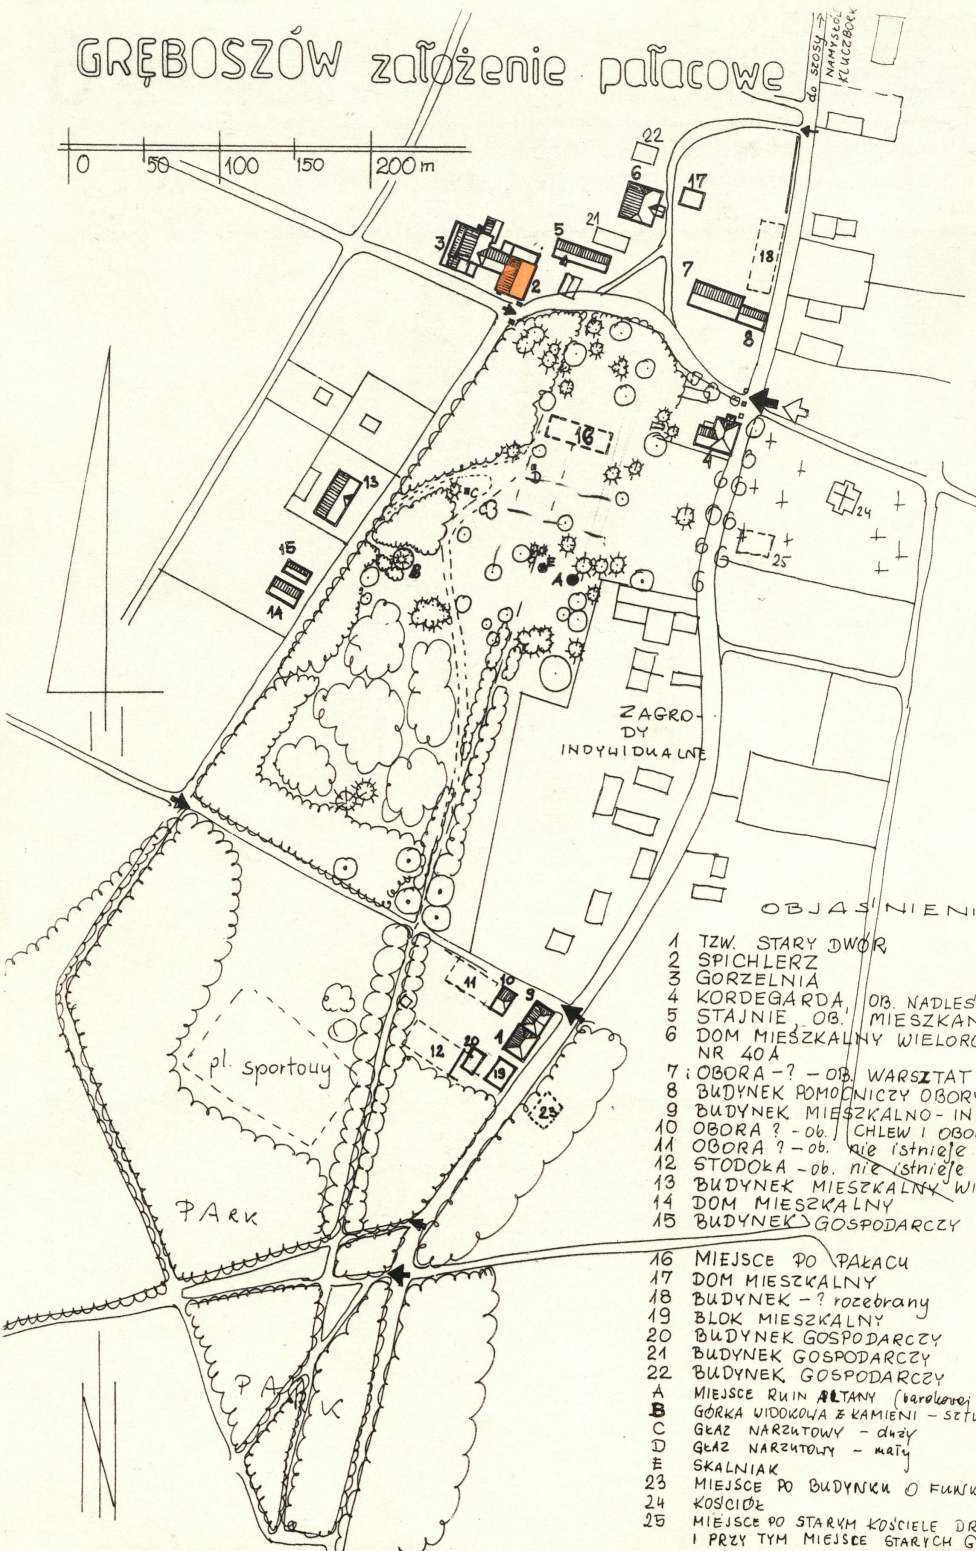 GRĘBOSZÓW założenie pałacowe
do szosy →
NAMYSŁÓW
KLUCZBORK
0 50 100 150 200 m
22
6
17
21
5
3
18
2
7
8
16
4
13
D
C
24
25
15
B
E
A
14
ZAGRO-
DY
INDYWIDUALNE
OBJAŚNIENI
11
10
9
1
12
20
19
pl. sportowy
23
PARK
PARK
1 TZW. STARY DWÓR
2 SPICHLERZ
3 GORZELNIA
4 KORDEGARDA, OB. NADLEŚ
5 STAJNIE, OB. MIESZKAN
6 DOM MIESZKALNY WIELORO
NR 40A
7: OBORA - ? - OB. WARSZTAT
8 BUDYNEK POMOCNICZY OBORY
9 BUDYNEK MIESZKALNO - IN
10 OBORA ? - ob. CHLEW I OBO
11 OBORA ? - ob. nie istnieje
12 STODOŁA - ob. nie istnieje
13 BUDYNEK MIESZKALNY WI
14 DOM MIESZKALNY
15 BUDYNEK GOSPODARCZY
16 MIEJSCE PO PAŁACU
17 DOM MIESZKALNY
18 BUDYNEK - ? rozebrany
19 BLOK MIESZKALNY
20 BUDYNEK GOSPODARCZY
21 BUDYNEK GOSPODARCZY
22 BUDYNEK GOSPODARCZY
A MIEJSCE RUIN ALTANY (barokowej
B GÓRKA WIDOKOWA Z KAMIENI - SZTU
C GŁAZ NARZUTOWY - duży
D GŁAZ NARZUTOWY - mały
E SKALNIAK
23 MIEJSCE PO BUDYNKU O FUNK
24 KOŚCIÓŁ
25 MIEJSCE PO STARYM KOŚCIELE DR
I PRZY TYM MIEJSCE STARYCH G